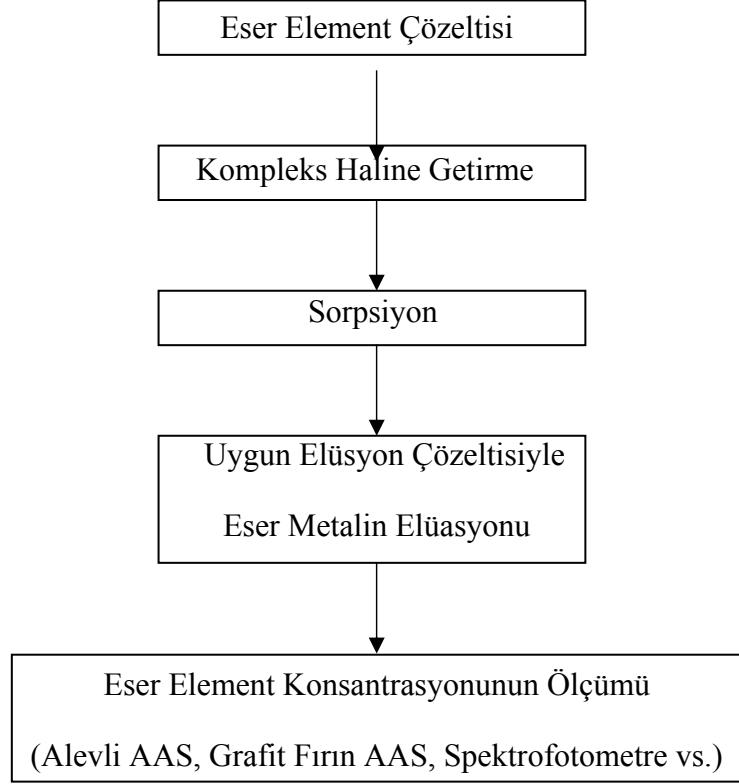 Eser Element Çözeltisi
Kompleks Haline Getirme
Sorpsiyon
Uygun Elüsyon Çözeltisiyle
Eser Metalin Elüasyonu
Eser Element Konsantrasyonunun Ölçümü
(Alevli AAS, Grafit Fırın AAS, Spektrofotometre vs.)